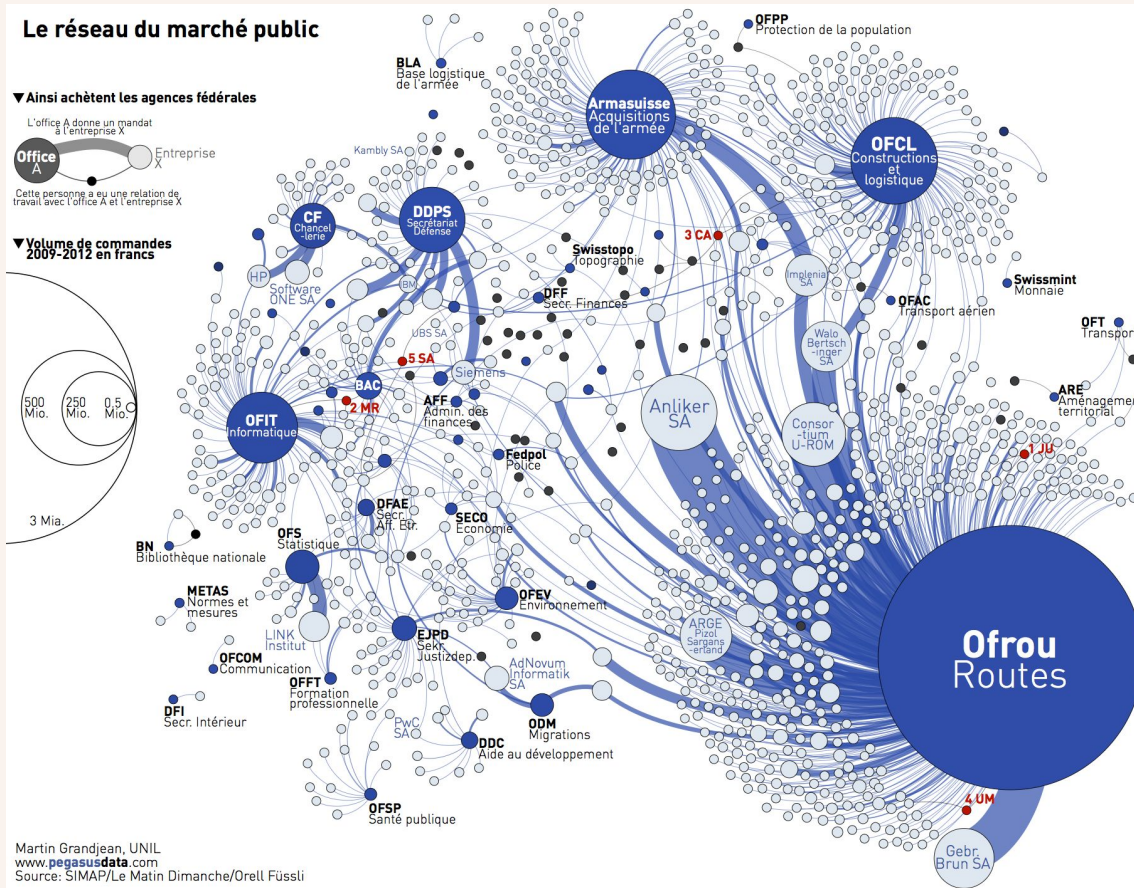 Le réseau du marché public
▼Ainsi achètent les agences fédérales
L'office A donne un mandat
à l'entreprise X
Office
A
Entreprise
X
Cette personne a eu une relation de
travail avec l'office A et l'entreprise X
▼Volume de commandes
2009-2012 en francs
500
Mio.
250
Mio.
0.5
Mio.
3 Mia.
BLA
Base logistique
de l'armée
OFPP
Protection de la population
Armasuisse
Acquisitions
de l'armée
OFCL
Constructions
et
logistique
Kambly SA
CF
Chancel
-lerie
DDPS
Secrétariat
Défense
3 CA
Swisstopo
Topographie
HP
Software
ONE SA
IBM
DFF
Secr. Finances
Implenia
SA
OFAC
Transport aérien
Swissmint
Monnaie
OFT
Transport
UBS SA
Walo
Bertsch
-inger
SA
5 SA
Siemens
BAC
2 MR
AFF
Admin. des
finances
ARE
Aménagement
territorial
Anliker
SA
Consor
-tium
U-ROM
OFIT
Informatique
1 JU
Fedpol
Police
DFAE
Secr.
Aff. Etr.
SECO
Economie
OFS
Statistique
BN
Bibliothèque nationale
METAS
Normes et
mesures
OFEV
Environnement
LINK
Institut
EJPD
Sekr.
Justizdep.
ARGE
Pizol
Sargans
-erland
Ofrou
Routes
OFCOM
Communication
OFFT
Formation
professionnelle
AdNovum
Informatik
SA
DFI
Secr. Intérieur
PwC
SA
ODM
Migrations
DDC
Aide au développement
OFSP
Santé publique
4 UM
Gebr.
Brun SA
Martin Grandjean, UNIL
www.pegasusdata.com
Source: SIMAP/Le Matin Dimanche/Orell Füssli